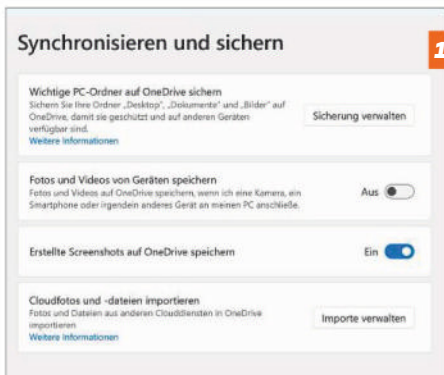 Synchronisieren und sichern
1
Wichtige PC-Ordner auf OneDrive sichern
Sichern Sie Ihre Ordner „Desktop“, „Dokumente“ und „Bilder“ auf
OneDrive, damit sie geschützt und auf anderen Geräten
verfügbar sind.
Weitere Informationen
Sicherung verwalten
Fotos und Videos von Geräten speichern
Fotos und Videos auf OneDrive speichern, wenn ich eine Kamera, ein
Smartphone oder irgendein anderes Gerät an meinen PC anschließe.
Aus
Erstellte Screenshots auf OneDrive speichern
Ein
Cloudfotos und -dateien importieren
Fotos und Dateien aus anderen Clouddiensten in OneDrive
importieren
Weitere Informationen
Importe verwalten